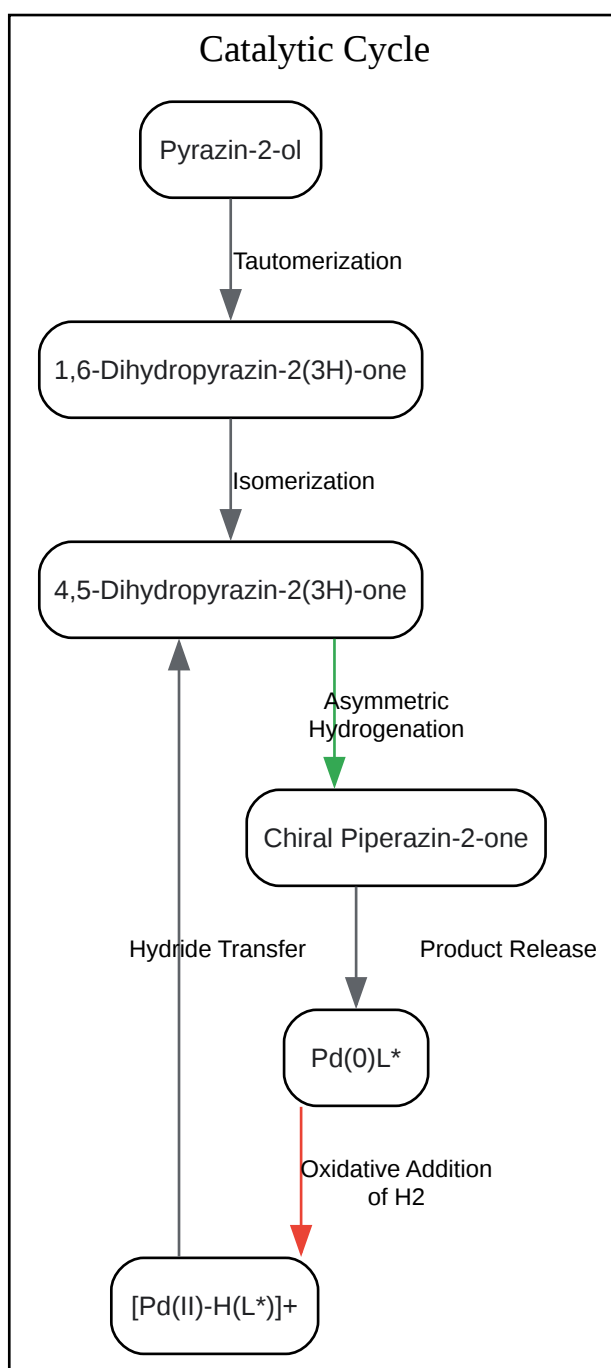 Catalytic Cycle
Pyrazin-2-ol
Tautomerization
1,6-Dihydropyrazin-2(3H)-one
Isomerization
4,5-Dihydropyrazin-2(3H)-one
Asymmetric
Hydrogenation
Chiral Piperazin-2-one
Hydride Transfer
Product Release
Pd(0)L*
Oxidative Addition
of H2
[Pd(II)-H(L*)]+